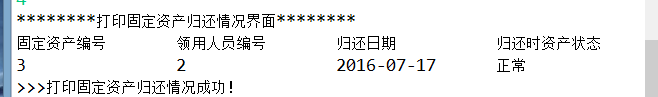 ********打印固定资产归还情况界面********
固定资产编号 领用人员编号 归还日期 归还时资产状态
3 2 2016-07-17 正常
>>>打印固定资产归还情况成功!